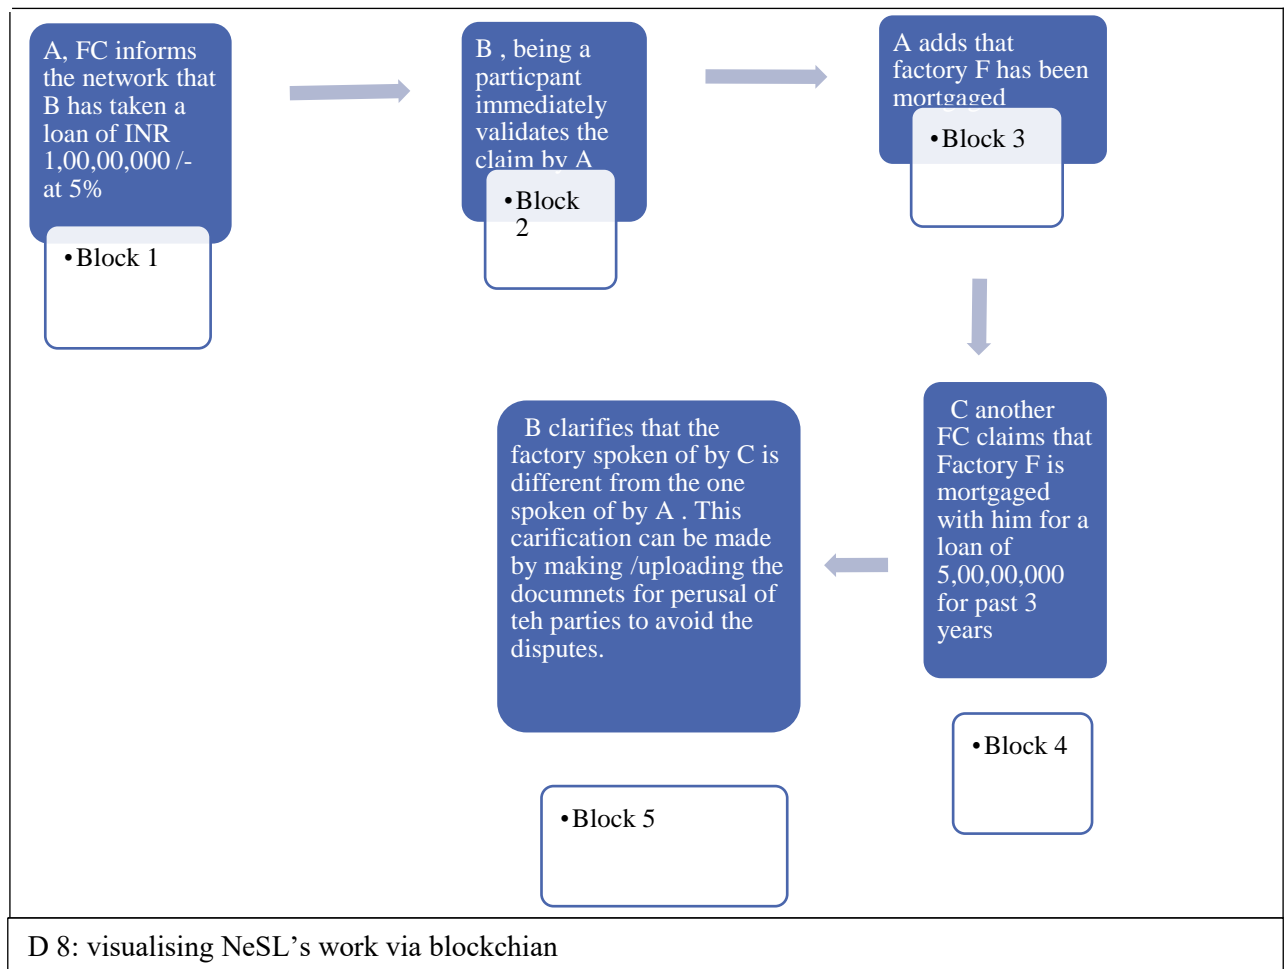 A, FC informs
the network that
B has taken a
loan of INR
1,00,00,000 /-
at 5%
•Block 1
B , being a
particpant
immediately
validates the
claim by A
•Block
2
A adds that
factory F has been
mortgaged
•Block 3
C another
FC claims that
Factory F is
mortgaged
with him for a
loan of
5,00,00,000
for past 3
years
•Block 4
B clarifies that the
factory spoken of by C is
different from the one
spoken of by A . This
carification can be made
by making /uploading the
documnets for perusal of
teh parties to avoid the
disputes.
•Block 5
D 8: visualising NeSL’s work via blockchian